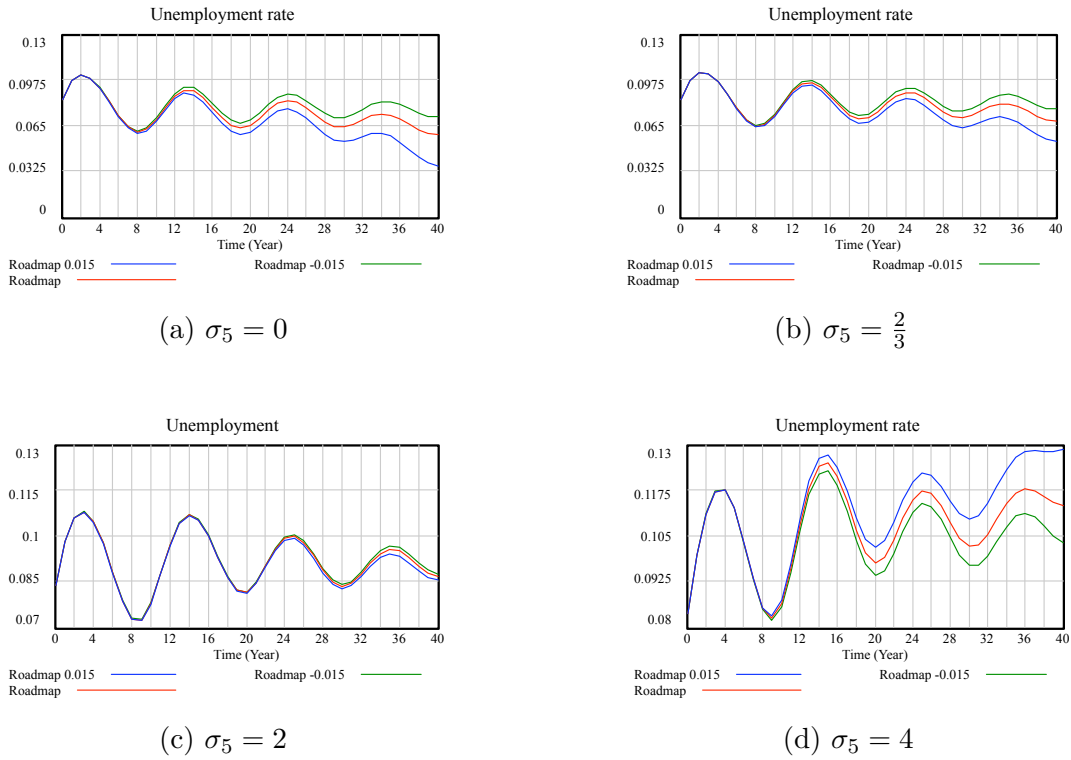 Unemployment rate
0.13
0.0975
0.065
0.0325
0
0 4 8 12 16 20 24 28 32 36 40
Time (Year)
Roadmap 0.015 Roadmap -0.015
Roadmap
(a) σ₅ = 0
Unemployment rate
0.13
0.0975
0.065
0.0325
0
0 4 8 12 16 20 24 28 32 36 40
Time (Year)
Roadmap 0.015 Roadmap -0.015
Roadmap
(b) σ₅ = 2/3
Unemployment
0.13
0.115
0.1
0.085
0.07
0 4 8 12 16 20 24 28 32 36 40
Time (Year)
Roadmap 0.015 Roadmap -0.015
Roadmap
(c) σ₅ = 2
Unemployment rate
0.13
0.1175
0.105
0.0925
0.08
0 4 8 12 16 20 24 28 32 36 40
Time (Year)
Roadmap 0.015 Roadmap -0.015
Roadmap
(d) σ₅ = 4